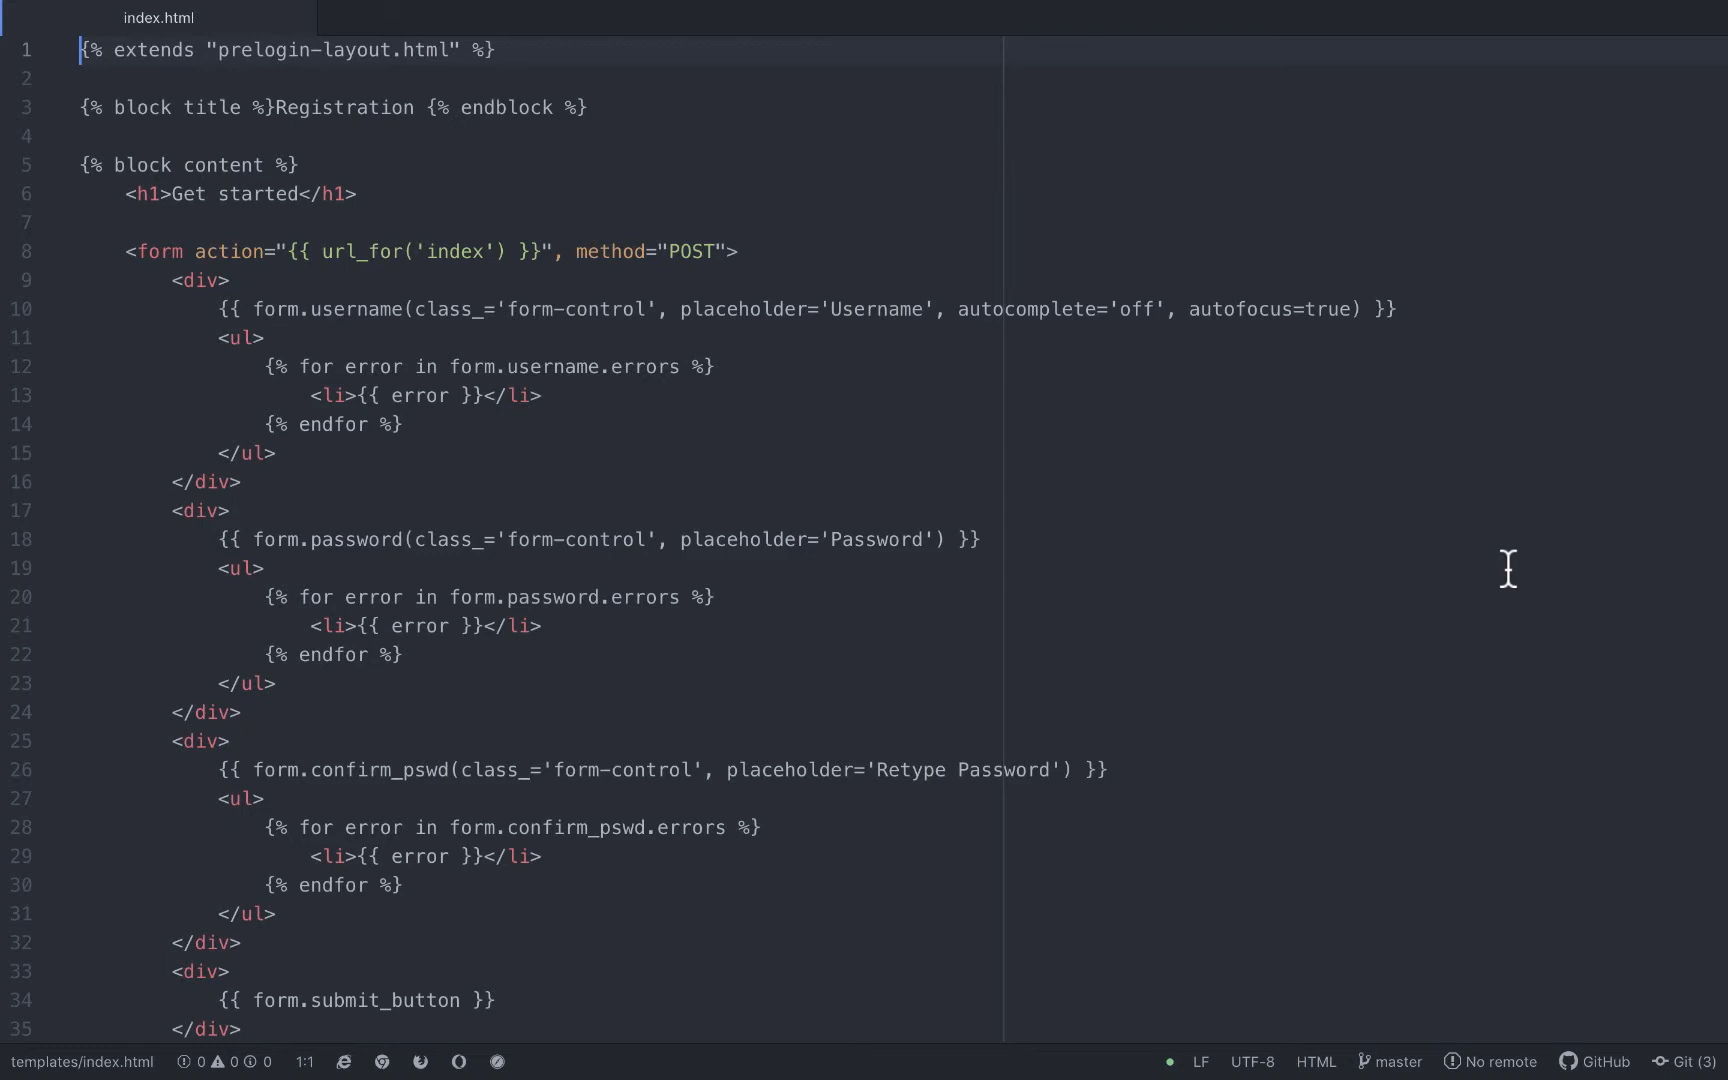 index.html
1 {% extends "prelogin-layout.html" %}
2
3 {% block title %}Registration {% endblock %}
4
5 {% block content %}
6     <h1>Get started</h1>
7
8     <form action="{{ url_for('index') }}", method="POST">
9         <div>
10             {{ form.username(class_='form-control', placeholder='Username', autocomplete='off', autofocus=true) }}
11             <ul>
12                 {% for error in form.username.errors %}
13                     <li>{{ error }}</li>
14                 {% endfor %}
15             </ul>
16         </div>
17         <div>
18             {{ form.password(class_='form-control', placeholder='Password') }}
19             <ul>
20                 {% for error in form.password.errors %}
21                     <li>{{ error }}</li>
22                 {% endfor %}
23             </ul>
24         </div>
25         <div>
26             {{ form.confirm_pswd(class_='form-control', placeholder='Retype Password') }}
27             <ul>
28                 {% for error in form.confirm_pswd.errors %}
29                     <li>{{ error }}</li>
30                 {% endfor %}
31             </ul>
32         </div>
33         <div>
34             {{ form.submit_button }}
35         </div>
templates/index.html 0 0 0 1:1 LF UTF-8 HTML master No remote GitHub Git (3)